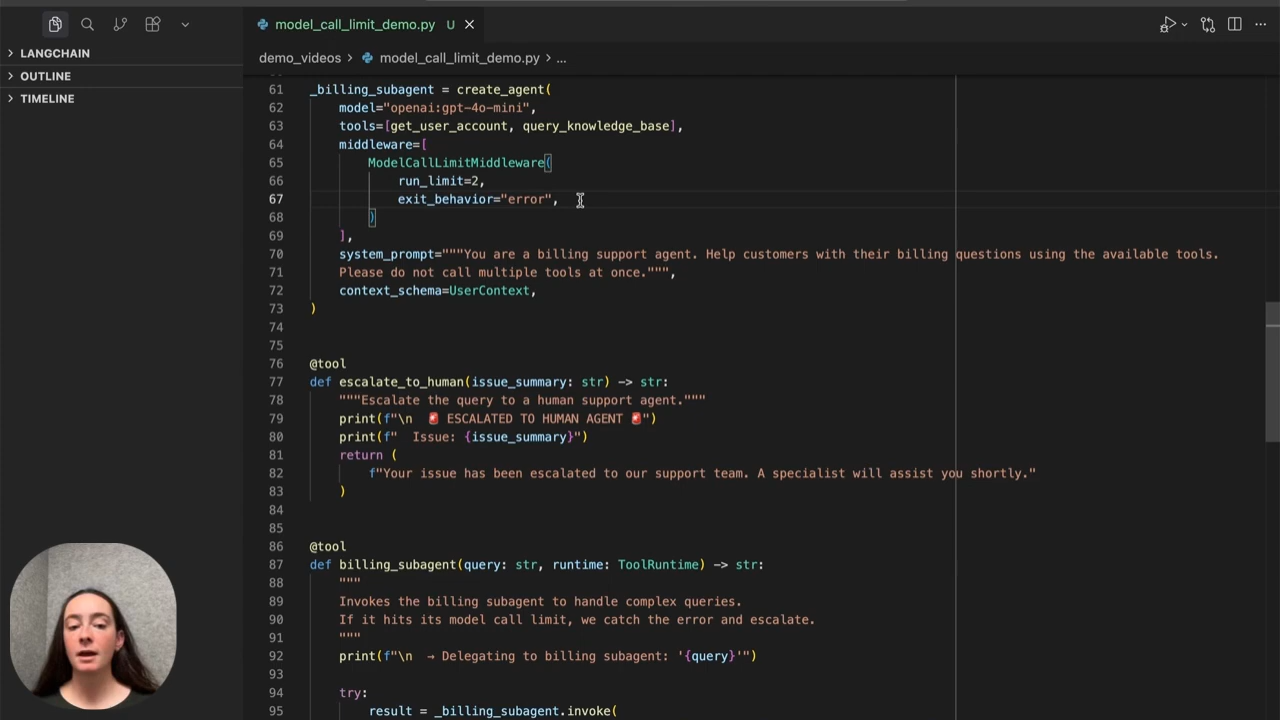 model_call_limit_demo.py U
LANGCHAIN
OUTLINE
TIMELINE
demo_videos > model_call_limit_demo.py > ...
61 _billing_subagent = create_agent(
62 model="openai:gpt-4o-mini",
63 tools=[get_user_account, query_knowledge_base],
64 middleware=[
65 ModelCallLimitMiddleware(
66 run_limit=2,
67 exit_behavior="error",
68 )
69 ],
70 system_prompt="""You are a billing support agent. Help customers with their billing questions using the available tools.
71 Please do not call multiple tools at once.""",
72 context_schema=UserContext,
73 )
74
75
76 @tool
77 def escalate_to_human(issue_summary: str) -> str:
78 """Escalate the query to a human support agent."""
79 print(f"\n 🚨 ESCALATED TO HUMAN AGENT 🚨")
80 print(f" Issue: {issue_summary}")
81 return (
82 f"Your issue has been escalated to our support team. A specialist will assist you shortly."
83 )
84
85
86 @tool
87 def billing_subagent(query: str, runtime: ToolRuntime) -> str:
88 """
89 Invokes the billing subagent to handle complex queries.
90 If it hits its model call limit, we catch the error and escalate.
91 """
92 print(f"\n → Delegating to billing subagent: '{query}'")
93
94 try:
95 result = _billing_subagent.invoke(